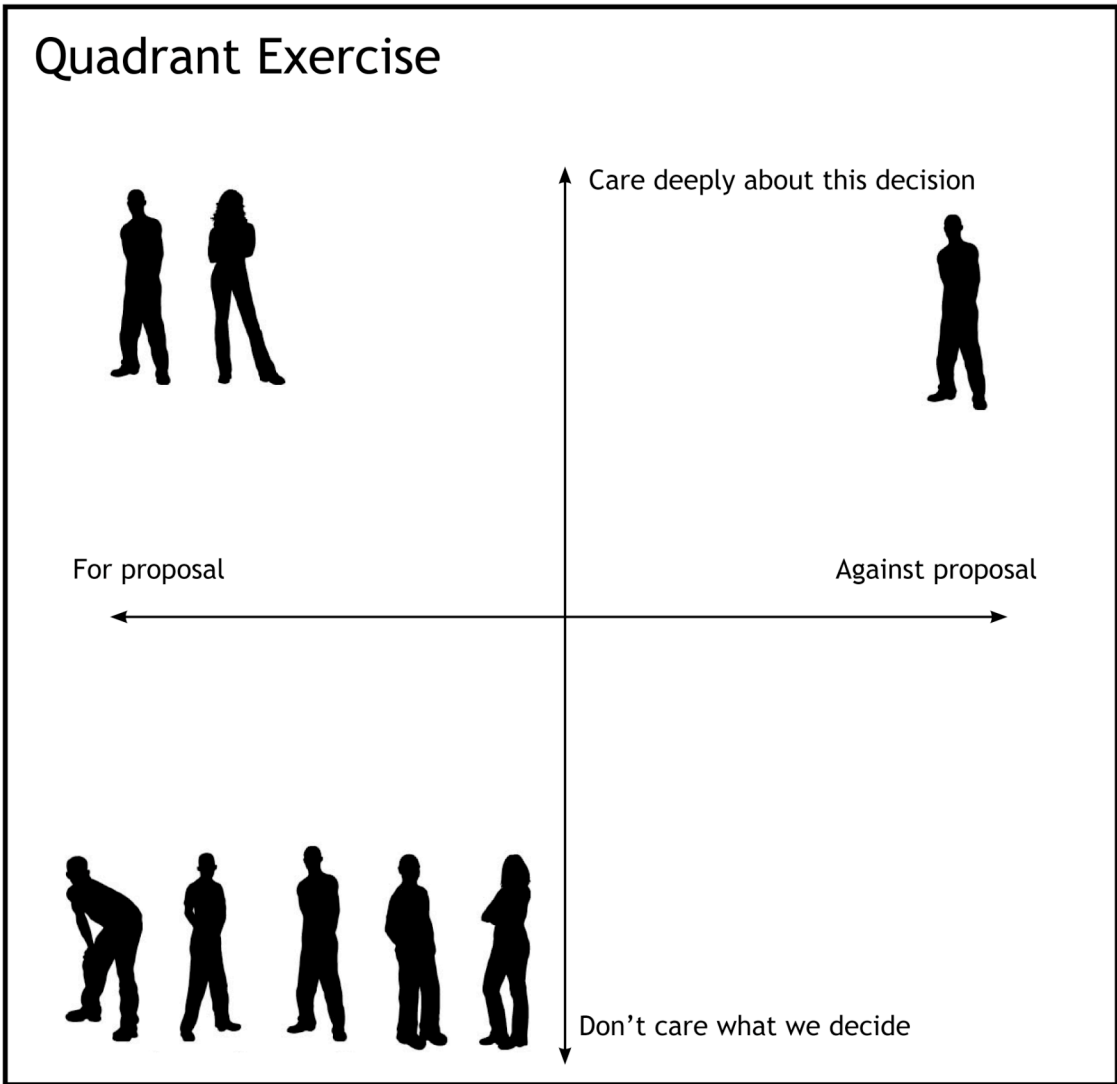 Quadrant Exercise
Care deeply about this decision
For proposal
Against proposal
Don’t care what we decide